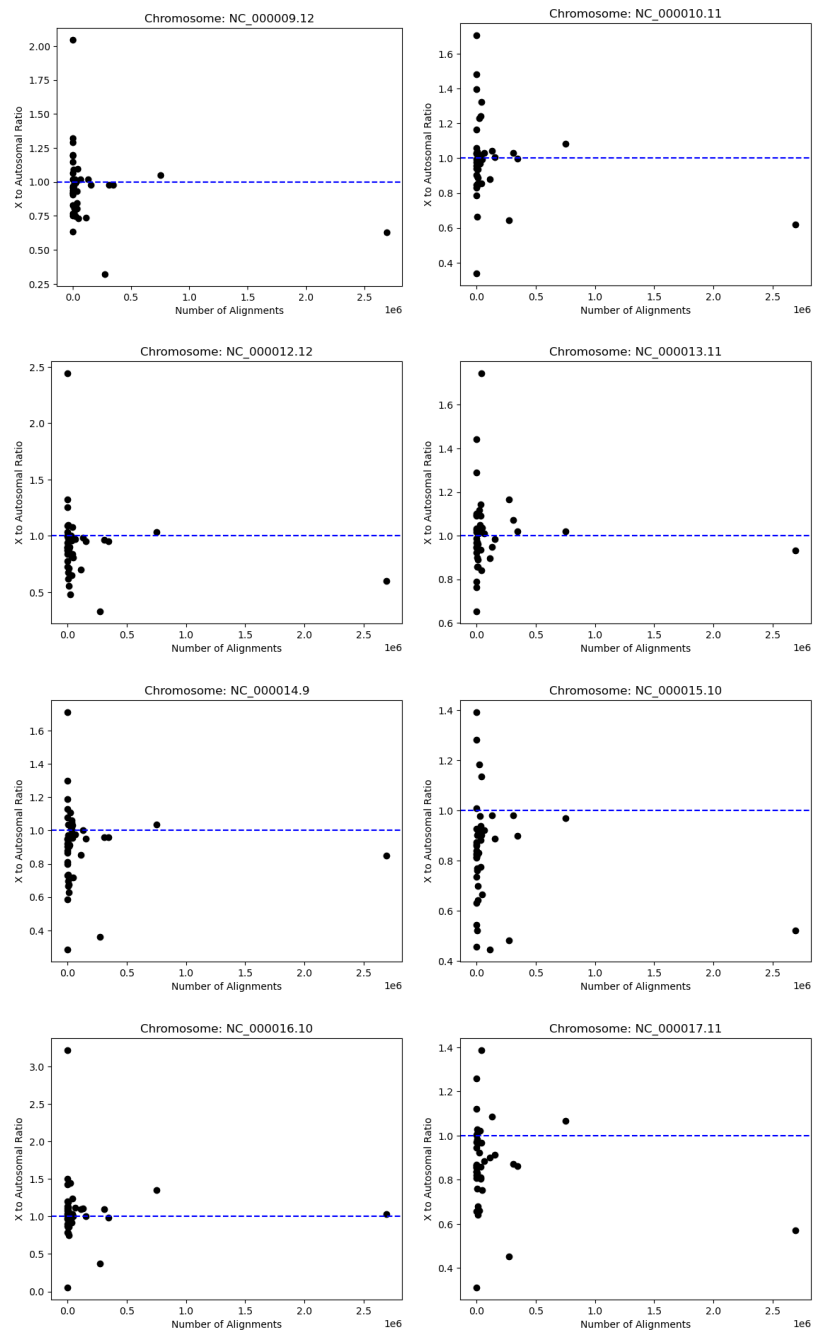 Chromosome: NC_000009.12
X to Autosomal Ratio
2.00
1.75
1.50
1.25
1.00
0.75
0.50
0.25
0.0 0.5 1.0 1.5 2.0 2.5
1e6
Number of Alignments
Chromosome: NC_000010.11
X to Autosomal Ratio
1.6
1.4
1.2
1.0
0.8
0.6
0.4
0.0 0.5 1.0 1.5 2.0 2.5
1e6
Number of Alignments
Chromosome: NC_000012.12
X to Autosomal Ratio
2.5
2.0
1.5
1.0
0.5
0.0 0.5 1.0 1.5 2.0 2.5
1e6
Number of Alignments
Chromosome: NC_000013.11
X to Autosomal Ratio
1.6
1.4
1.2
1.0
0.8
0.6
0.0 0.5 1.0 1.5 2.0 2.5
1e6
Number of Alignments
Chromosome: NC_000014.9
X to Autosomal Ratio
1.6
1.4
1.2
1.0
0.8
0.6
0.4
0.0 0.5 1.0 1.5 2.0 2.5
1e6
Number of Alignments
Chromosome: NC_000015.10
X to Autosomal Ratio
1.4
1.2
1.0
0.8
0.6
0.4
0.0 0.5 1.0 1.5 2.0 2.5
1e6
Number of Alignments
Chromosome: NC_000016.10
X to Autosomal Ratio
3.0
2.5
2.0
1.5
1.0
0.5
0.0
0.0 0.5 1.0 1.5 2.0 2.5
1e6
Number of Alignments
Chromosome: NC_000017.11
X to Autosomal Ratio
1.4
1.2
1.0
0.8
0.6
0.4
0.0 0.5 1.0 1.5 2.0 2.5
1e6
Number of Alignments